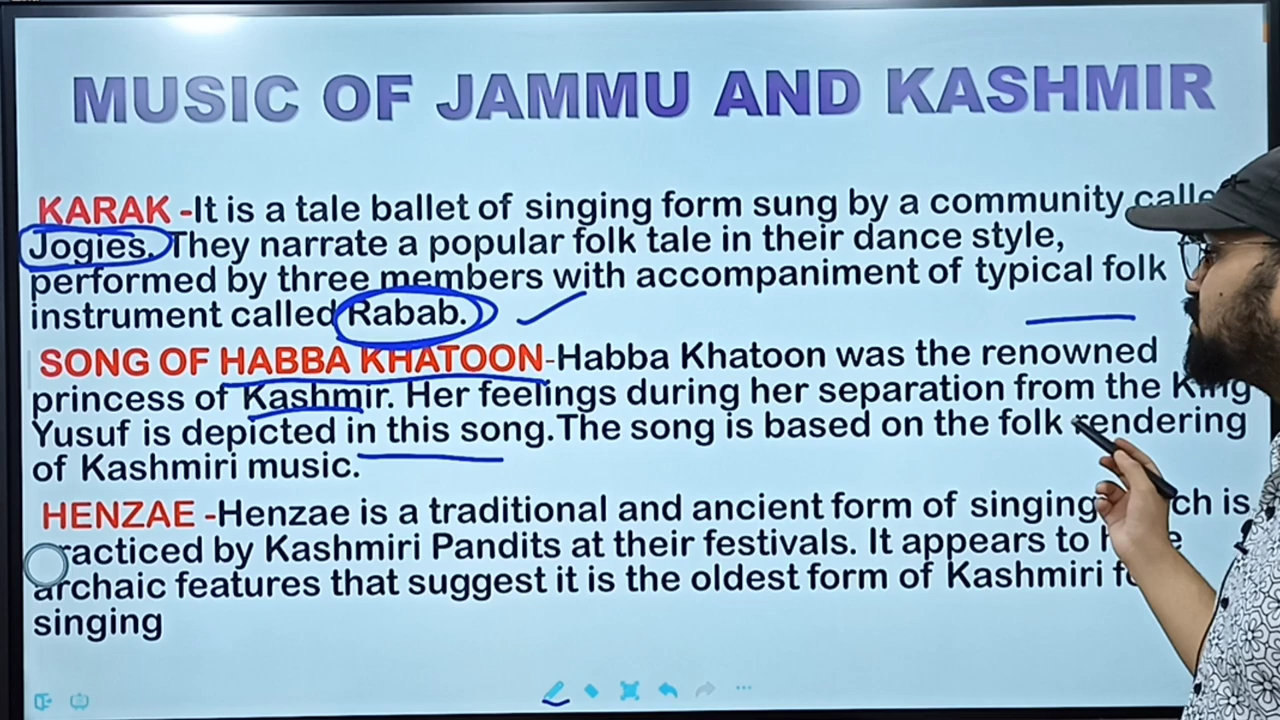 MUSIC OF JAMMU AND KASHMIR
KARAK -It is a tale ballet of singing form sung by a community
Jogies. They narrate a popular folk tale in their dance style,
performed by three members with accompaniment of typical folk
instrument called Rabab.
SONG OF HABBA KHATOON-Habba Khatoon was the renowned
princess of Kashmir. Her feelings during her separation from the King
Yusuf is depicted in this song.The song is based on the folk rendering
of Kashmiri music.
HENZAE -Henzae is a traditional and ancient form of singing is
by Kashmiri Pandits at their festivals. It appears to
archaic features that suggest it is the oldest form of Kashmiri
singing